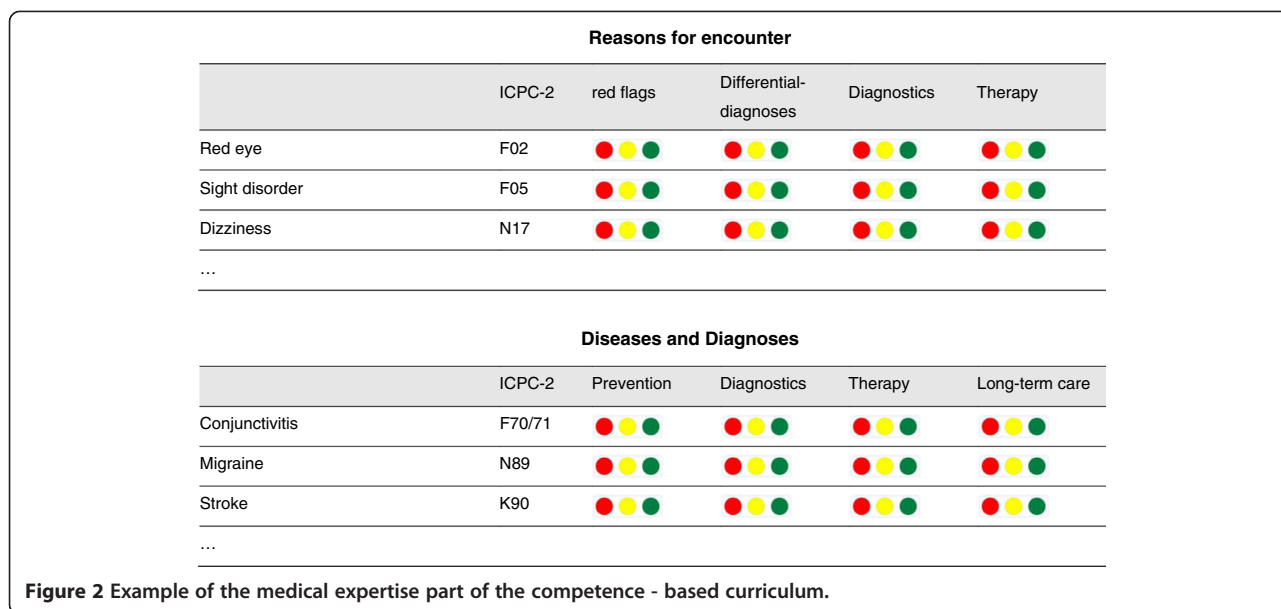 Reasons for encounter
ICPC-2 red flags Differential-diagnoses Diagnostics Therapy
Red eye F02
Sight disorder F05
Dizziness N17
…
Diseases and Diagnoses
ICPC-2 Prevention Diagnostics Therapy Long-term care
Conjunctivitis F70/71
Migraine N89
Stroke K90
…
Figure 2 Example of the medical expertise part of the competence - based curriculum.